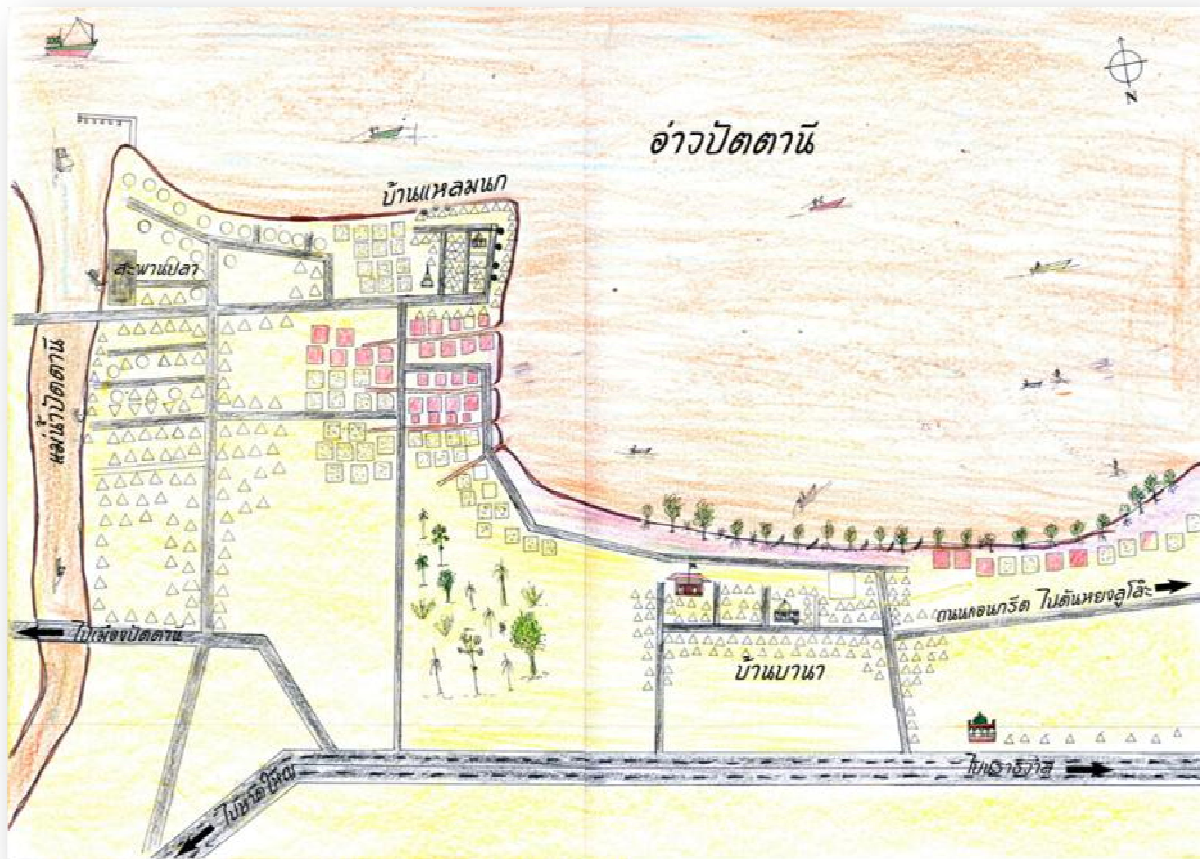 N
อ่าวปัตตานี
บ้านแหลมนก
สะพานปลา
แม่น้ำปัตตานี
ถนนคอนกรีต ไปตันหยงลูโล๊ะ
ไปเมืองปัตตานี
บ้านบานา
ไปนราธิวาส
ไปหาดใหญ่